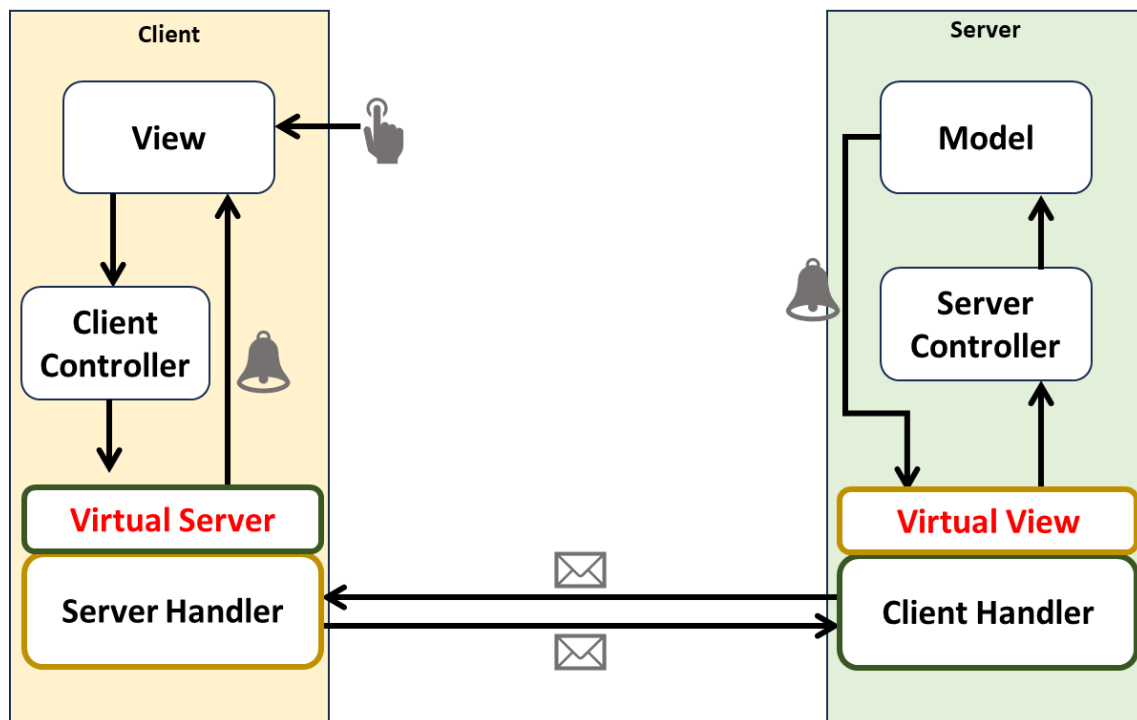 Client
View
Client
Controller
Virtual Server
Server Handler
Server
Model
Server
Controller
Virtual View
Client Handler